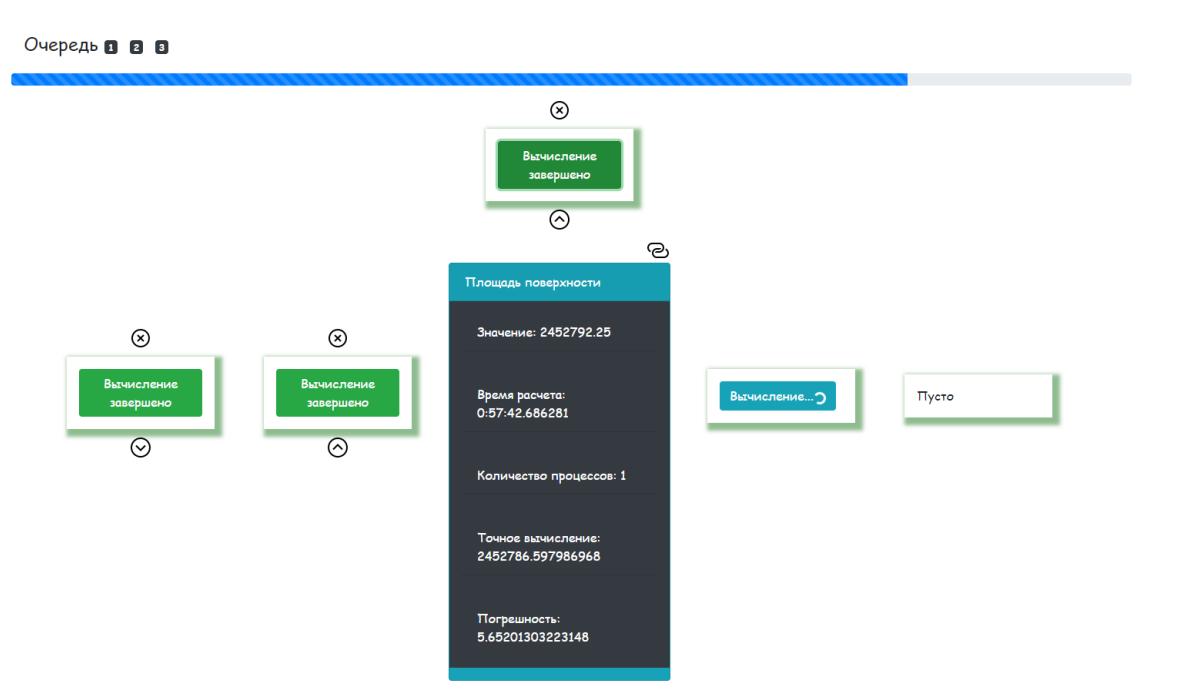 Очередь 1 2 3
Вычисление
завершено
Площадь поверхности
Значение: 2452792.25
Время расчета:
0:57:42.686281
Количество процессов: 1
Точное вычисление:
2452786.597986968
Погрешность:
5.65201303223148
Вычисление
завершено
Вычисление
завершено
Вычисление...
Пусто